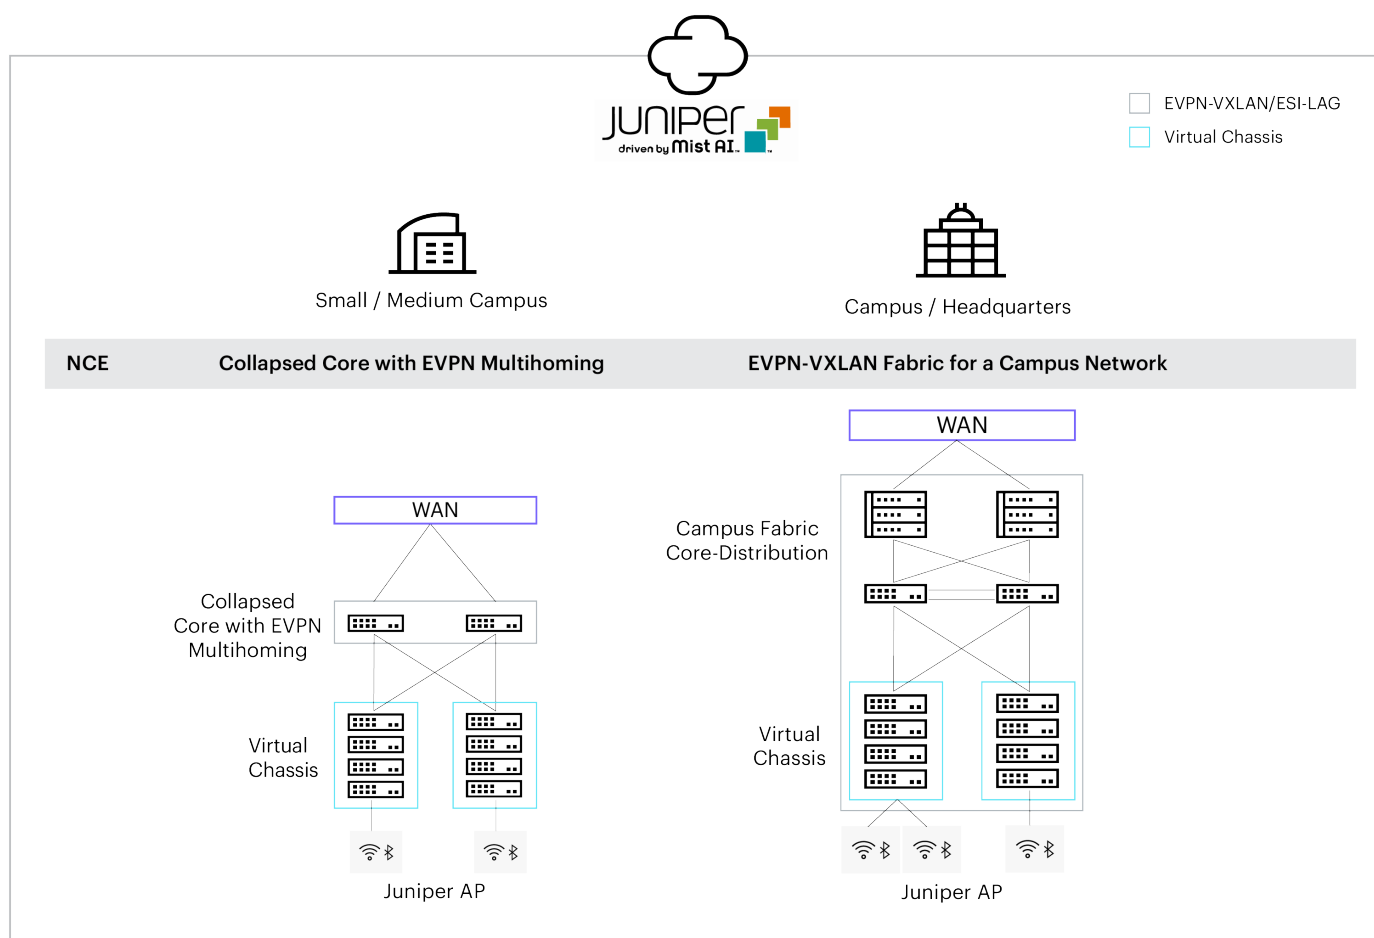 JUNIPer
driven by Mist AI™
™
EVPN-VXLAN/ESI-LAG
Virtual Chassis
Small / Medium Campus
Campus / Headquarters
NCE
Collapsed Core with EVPN Multihoming
EVPN-VXLAN Fabric for a Campus Network
WAN
Collapsed
Core with EVPN
Multihoming
Virtual
Chassis
Juniper AP
WAN
Campus Fabric
Core-Distribution
Virtual
Chassis
Juniper AP